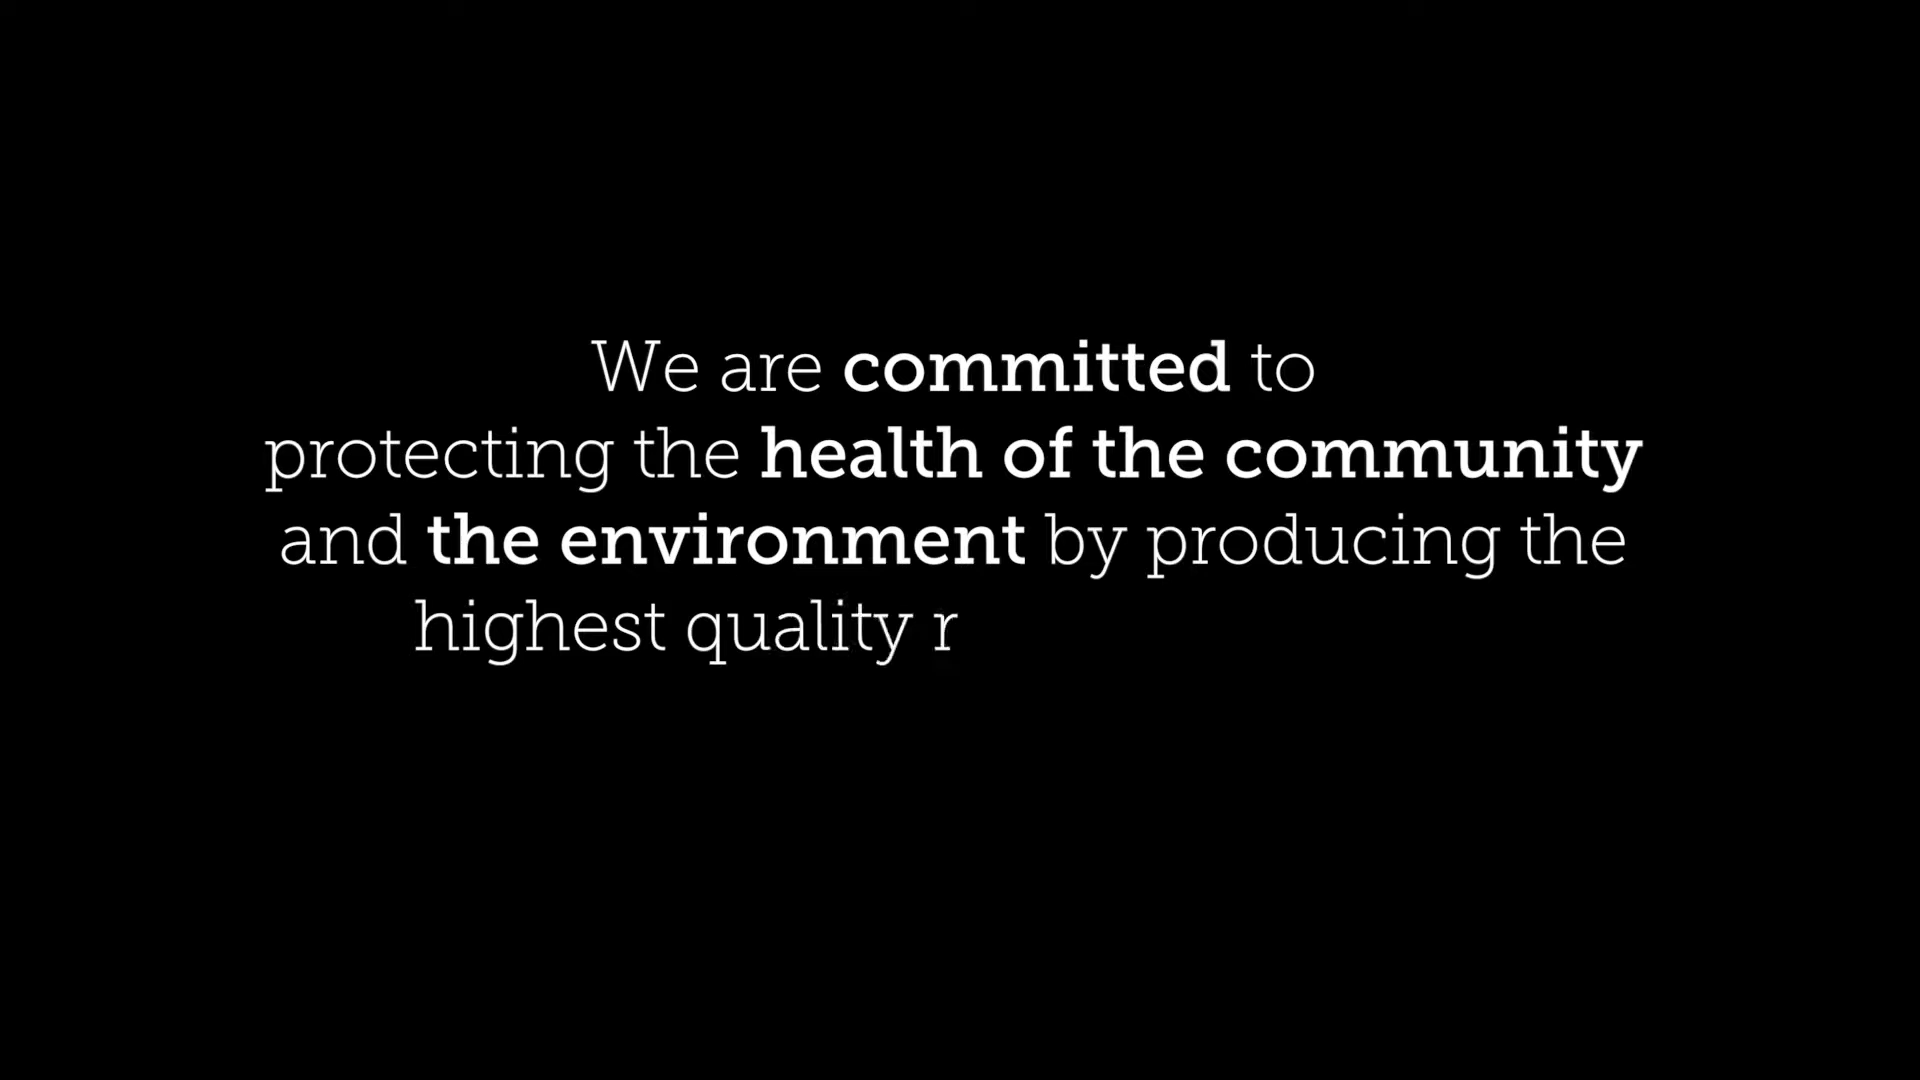 We are committed to
protecting the health of the community
and the environment by producing the
highest quality r